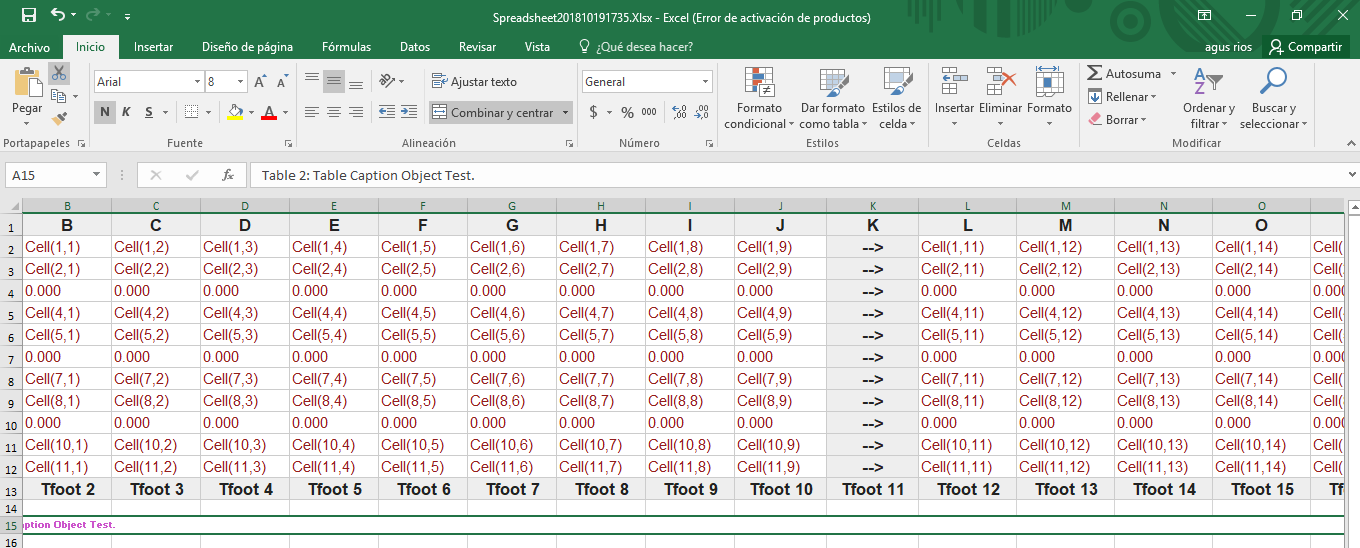 Spreadsheet201810191735.Xlsx - Excel (Error de activación de productos)
Archivo Inicio Insertar Diseño de página Fórmulas Datos Revisar Vista ¿Qué desea hacer? agus rios Compartir
Pegar Arial 8 A A Ajustar texto General Formato condicional Dar formato como tabla Estilos de celda Insertar Eliminar Formato Autosuma Rellenar Borrar Ordenar y filtrar Buscar y seleccionar
N K S A Combinar y centrar $ % 000
Portapapeles Fuente Alineación Número Estilos Celdas Modificar
A15 fx Table 2: Table Caption Object Test.
B C D E F G H I J K L M N O
1 B C D E F G H I J K L M N O
2 Cell(1,1) Cell(1,2) Cell(1,3) Cell(1,4) Cell(1,5) Cell(1,6) Cell(1,7) Cell(1,8) Cell(1,9) --> Cell(1,11) Cell(1,12) Cell(1,13) Cell(1,14) Cell(
3 Cell(2,1) Cell(2,2) Cell(2,3) Cell(2,4) Cell(2,5) Cell(2,6) Cell(2,7) Cell(2,8) Cell(2,9) --> Cell(2,11) Cell(2,12) Cell(2,13) Cell(2,14) Cell(
4 0.000 0.000 0.000 0.000 0.000 0.000 0.000 0.000 0.000 --> 0.000 0.000 0.000 0.000 0.000
5 Cell(4,1) Cell(4,2) Cell(4,3) Cell(4,4) Cell(4,5) Cell(4,6) Cell(4,7) Cell(4,8) Cell(4,9) --> Cell(4,11) Cell(4,12) Cell(4,13) Cell(4,14) Cell(
6 Cell(5,1) Cell(5,2) Cell(5,3) Cell(5,4) Cell(5,5) Cell(5,6) Cell(5,7) Cell(5,8) Cell(5,9) --> Cell(5,11) Cell(5,12) Cell(5,13) Cell(5,14) Cell(
7 0.000 0.000 0.000 0.000 0.000 0.000 0.000 0.000 0.000 --> 0.000 0.000 0.000 0.000 0.000
8 Cell(7,1) Cell(7,2) Cell(7,3) Cell(7,4) Cell(7,5) Cell(7,6) Cell(7,7) Cell(7,8) Cell(7,9) --> Cell(7,11) Cell(7,12) Cell(7,13) Cell(7,14) Cell(
9 Cell(8,1) Cell(8,2) Cell(8,3) Cell(8,4) Cell(8,5) Cell(8,6) Cell(8,7) Cell(8,8) Cell(8,9) --> Cell(8,11) Cell(8,12) Cell(8,13) Cell(8,14) Cell(
10 0.000 0.000 0.000 0.000 0.000 0.000 0.000 0.000 0.000 --> 0.000 0.000 0.000 0.000 0.000
11 Cell(10,1) Cell(10,2) Cell(10,3) Cell(10,4) Cell(10,5) Cell(10,6) Cell(10,7) Cell(10,8) Cell(10,9) --> Cell(10,11) Cell(10,12) Cell(10,13) Cell(10,14) Cell(
12 Cell(11,1) Cell(11,2) Cell(11,3) Cell(11,4) Cell(11,5) Cell(11,6) Cell(11,7) Cell(11,8) Cell(11,9) --> Cell(11,11) Cell(11,12) Cell(11,13) Cell(11,14) Cell(
13 Tfoot 2 Tfoot 3 Tfoot 4 Tfoot 5 Tfoot 6 Tfoot 7 Tfoot 8 Tfoot 9 Tfoot 10 Tfoot 11 Tfoot 12 Tfoot 13 Tfoot 14 Tfoot 15 Tf
14
15 aption Object Test.
16